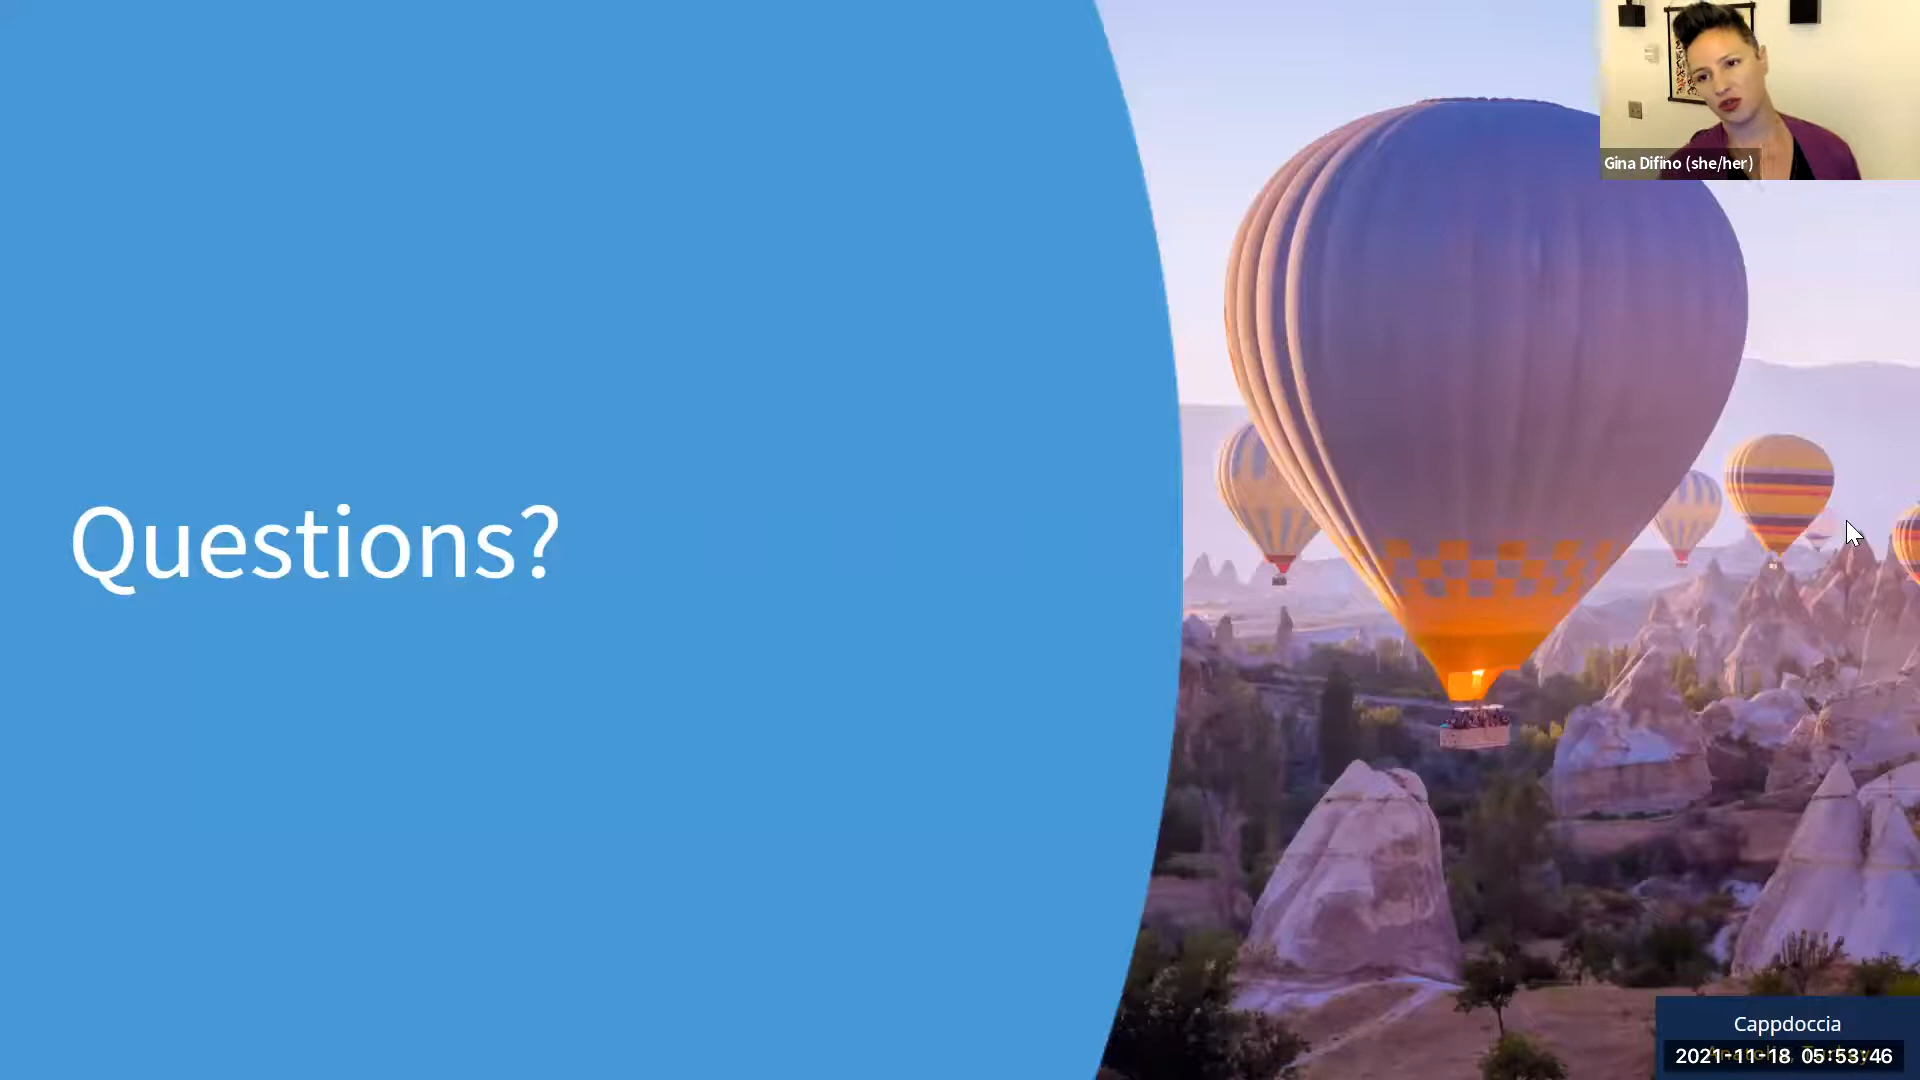 Gina Difino (she/her)
Questions?
Cappdoccia
2021-11-18 05:53:46